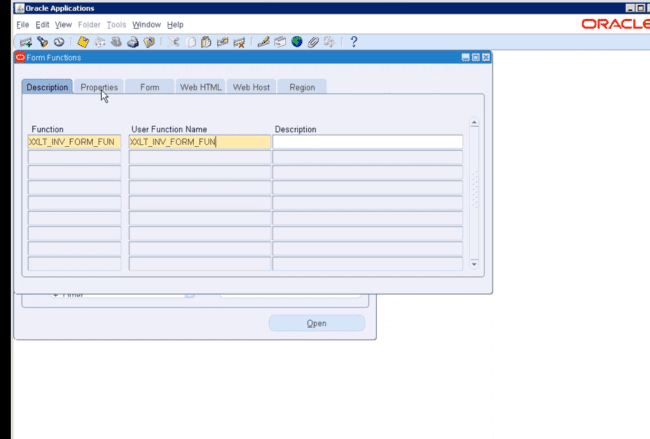 Oracle Applications
File Edit View Folder Tools Window Help
ORACLE
Form Functions
Description Properties Form Web HTML Web Host Region
Function User Function Name Description
XXLT_INV_FORM_FUN XXLT_INV_FORM_FUN
Open